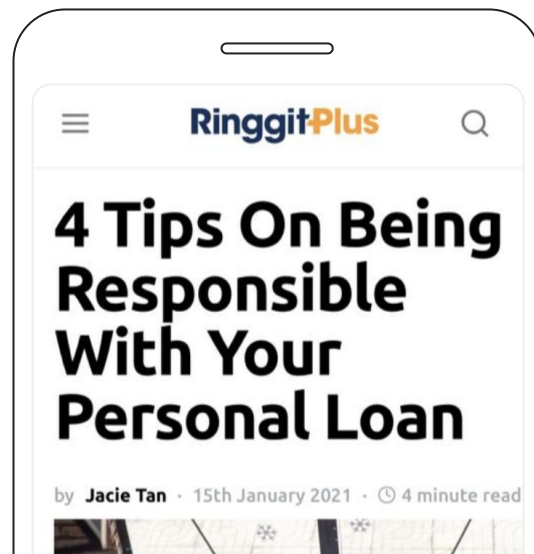 RinggitPlus
4 Tips On Being
Responsible
With Your
Personal Loan
by Jacie Tan · 15th January 2021 · 4 minute read